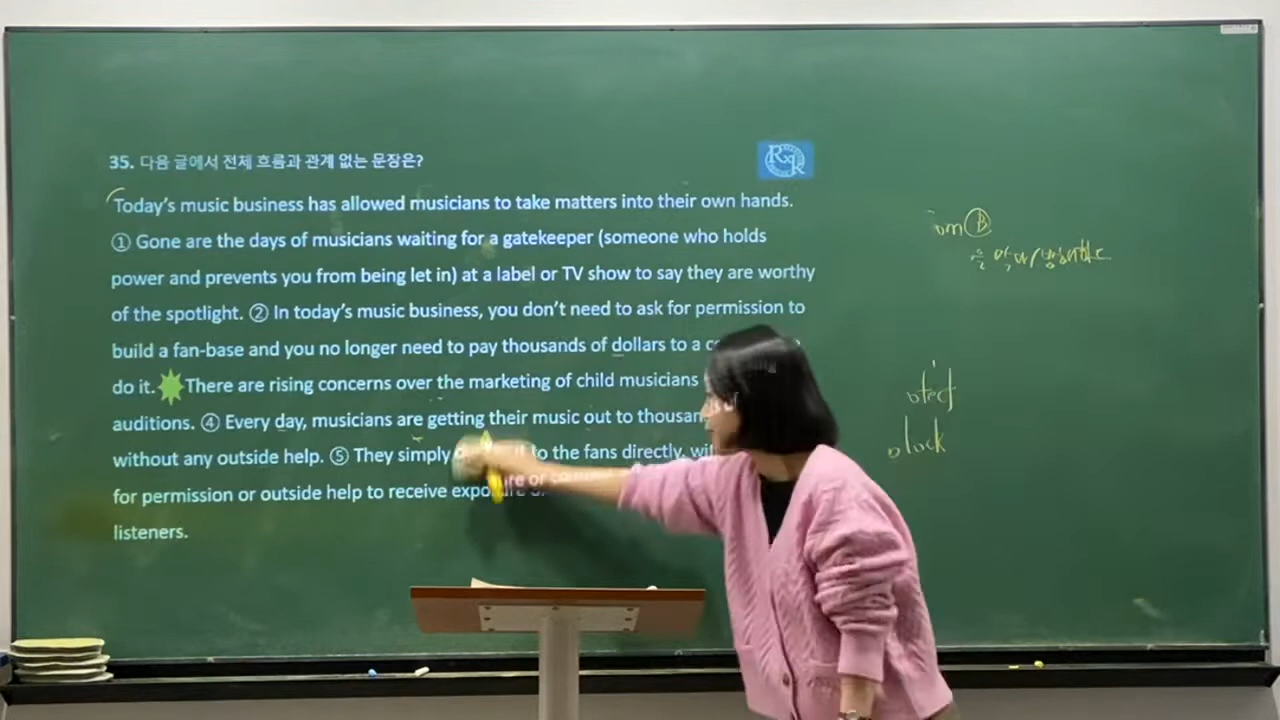 35. 다음 글에서 전체 흐름과 관계 없는 문장은?
RxR
Today's music business has allowed musicians to take matters into their own hands.
① Gone are the days of musicians waiting for a gatekeeper (someone who holds
power and prevents you from being let in) at a label or TV show to say they are worthy
of the spotlight. ② In today's music business, you don't need to ask for permission to
build a fan-base and you no longer need to pay thousands of dollars to a
do it. There are rising concerns over the marketing of child musicians
auditions. ④ Every day, musicians are getting their music out to
without any outside help. ⑤ They simply to the fans directly,
for permission or outside help to receive
listeners.
om Ⓑ
otect
lock